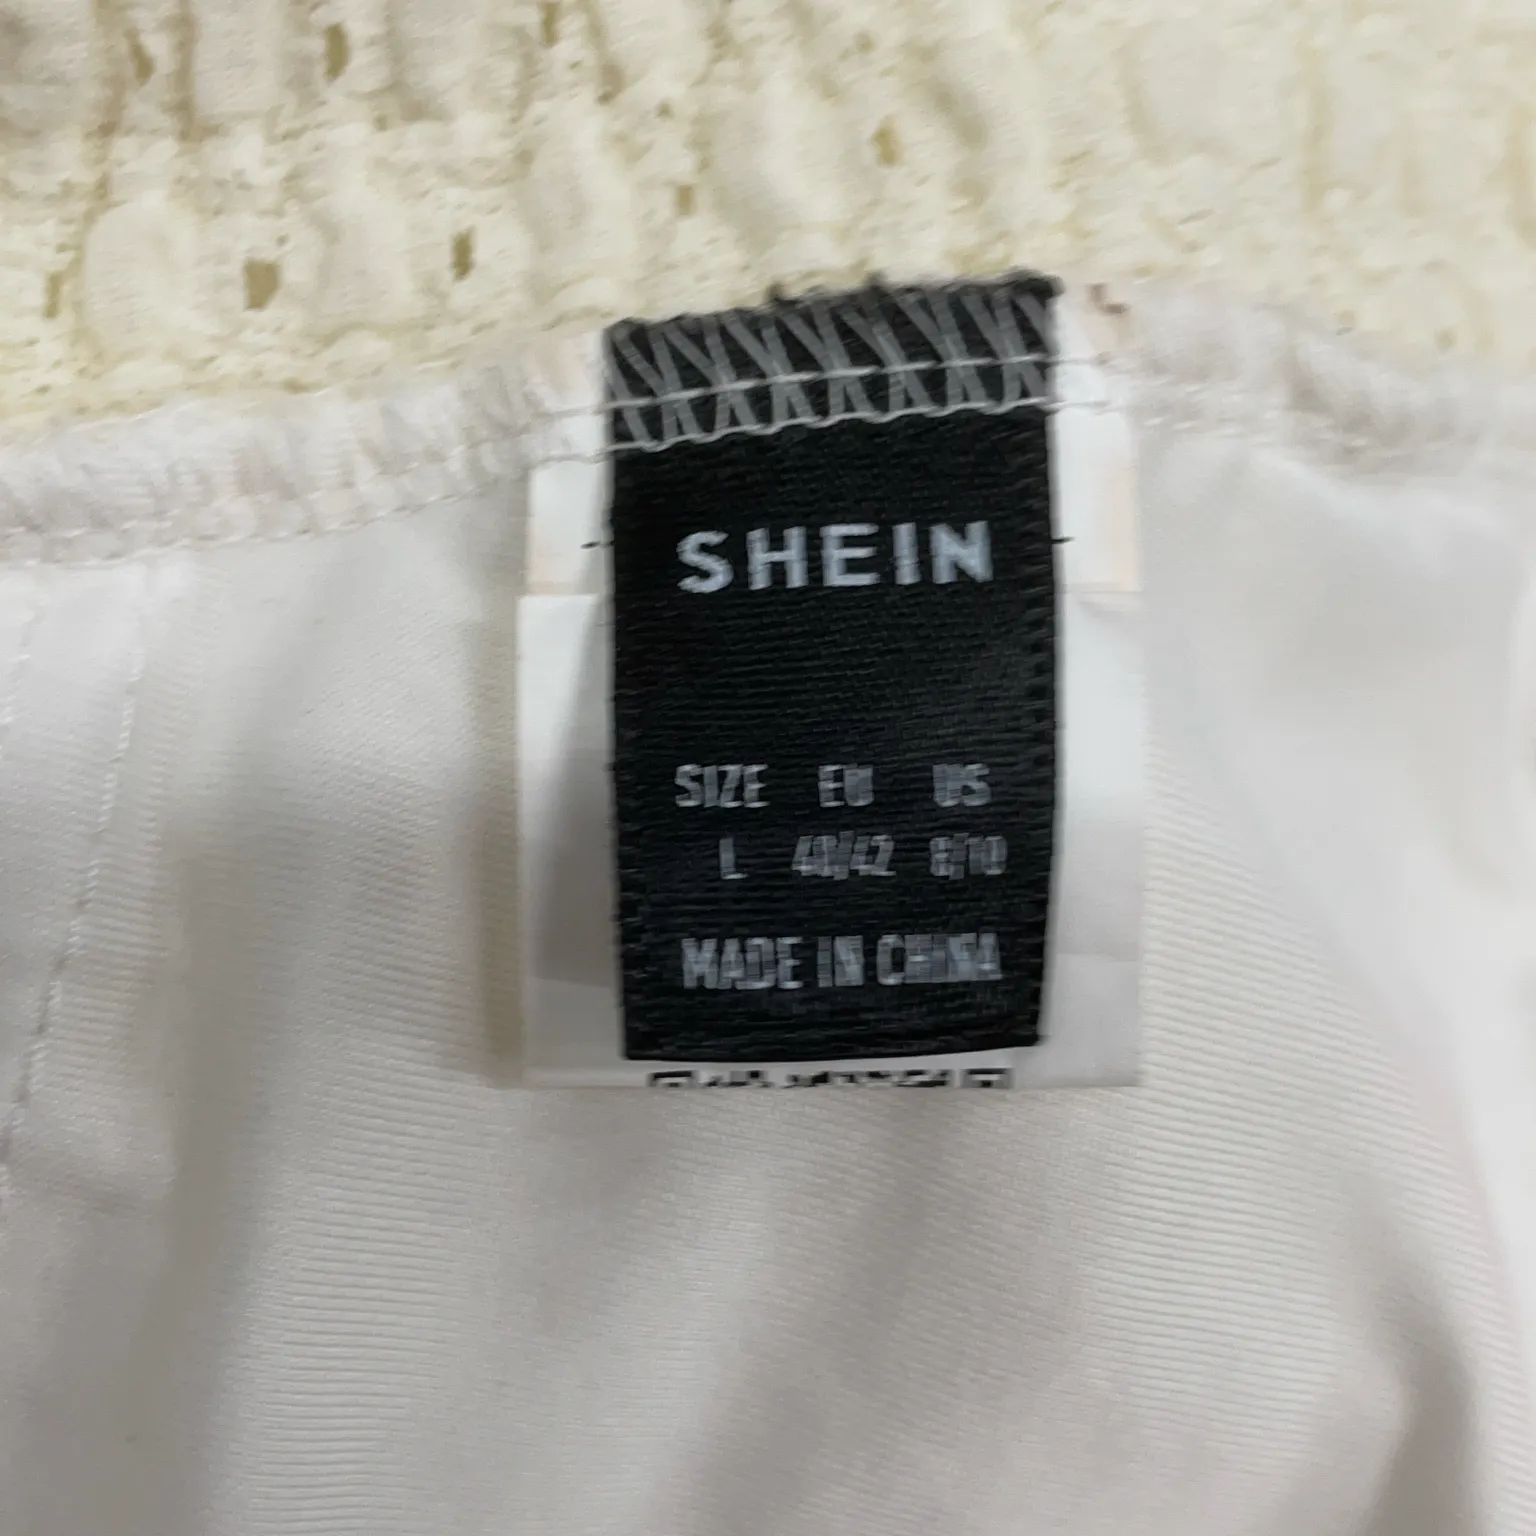 SHEIN
SIZE EU US
L 40/42 8/10
MADE IN CHINA